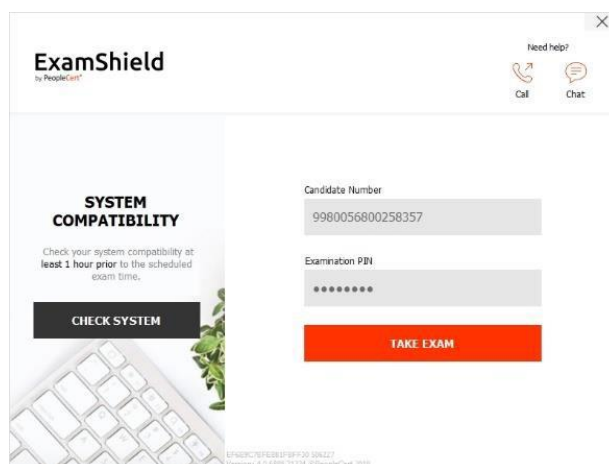 ExamShield
by PeopleCert
Need help?
Call
Chat
SYSTEM
COMPATIBILITY
Check your system compatibility at
least 1 hour prior to the scheduled
exam time.
CHECK SYSTEM
Candidate Number
9980056800258357
Examination PIN
TAKE EXAM